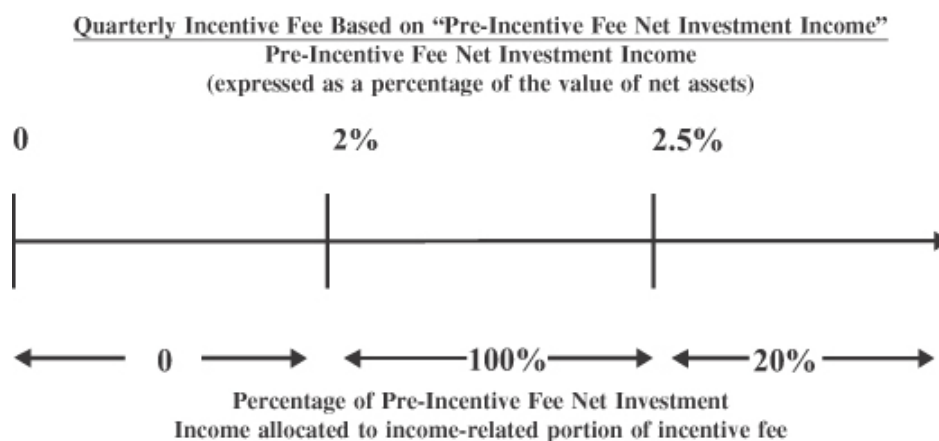 Quarterly Incentive Fee Based on “Pre-Incentive Fee Net Investment Income”
Pre-Incentive Fee Net Investment Income
(expressed as a percentage of the value of net assets)
0 2% 2.5%
0 100% 20%
Percentage of Pre-Incentive Fee Net Investment
Income allocated to income-related portion of incentive fee